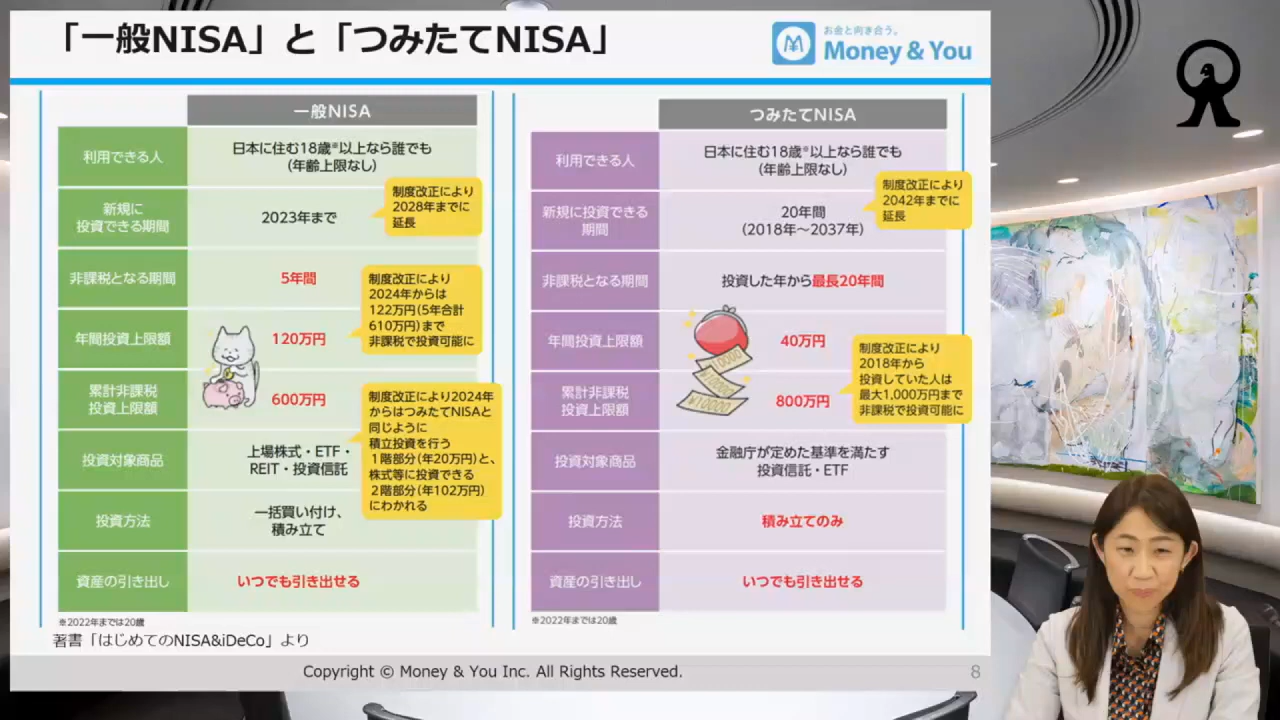 「一般NISA」と「つみたてNISA」
お金と向き合う。
Money & You
一般NISA
利用できる人
日本に住む18歳※以上なら誰でも
（年齢上限なし）
新規に
投資できる期間
2023年まで
制度改正により
2028年までに
延長
非課税となる期間
5年間
制度改正により
2024年からは
122万円（5年合計
610万円）まで
非課税で投資可能に
年間投資上限額
120万円
累計非課税
投資上限額
600万円
制度改正により2024年
からはつみたてNISAと
同じように
積立投資を行う
１階部分（年20万円）と、
株式等に投資できる
２階部分（年102万円）
にわかれる
投資対象商品
上場株式・ETF・
REIT・投資信託
投資方法
一括買い付け、
積み立て
資産の引き出し
いつでも引き出せる
※2022年までは20歳
つみたてNISA
利用できる人
日本に住む18歳※以上なら誰でも
（年齢上限なし）
新規に投資できる
期間
20年間
（2018年～2037年）
制度改正により
2042年までに
延長
非課税となる期間
投資した年から最長20年間
年間投資上限額
40万円
制度改正により
2018年から
投資していた人は
最大1,000万円まで
非課税で投資可能に
累計非課税
投資上限額
800万円
10000
¥10000
投資対象商品
金融庁が定めた基準を満たす
投資信託・ETF
投資方法
積み立てのみ
資産の引き出し
いつでも引き出せる
※2022年までは20歳
著書「はじめてのNISA&iDeCo」より
Copyright © Money & You Inc. All Rights Reserved.
8